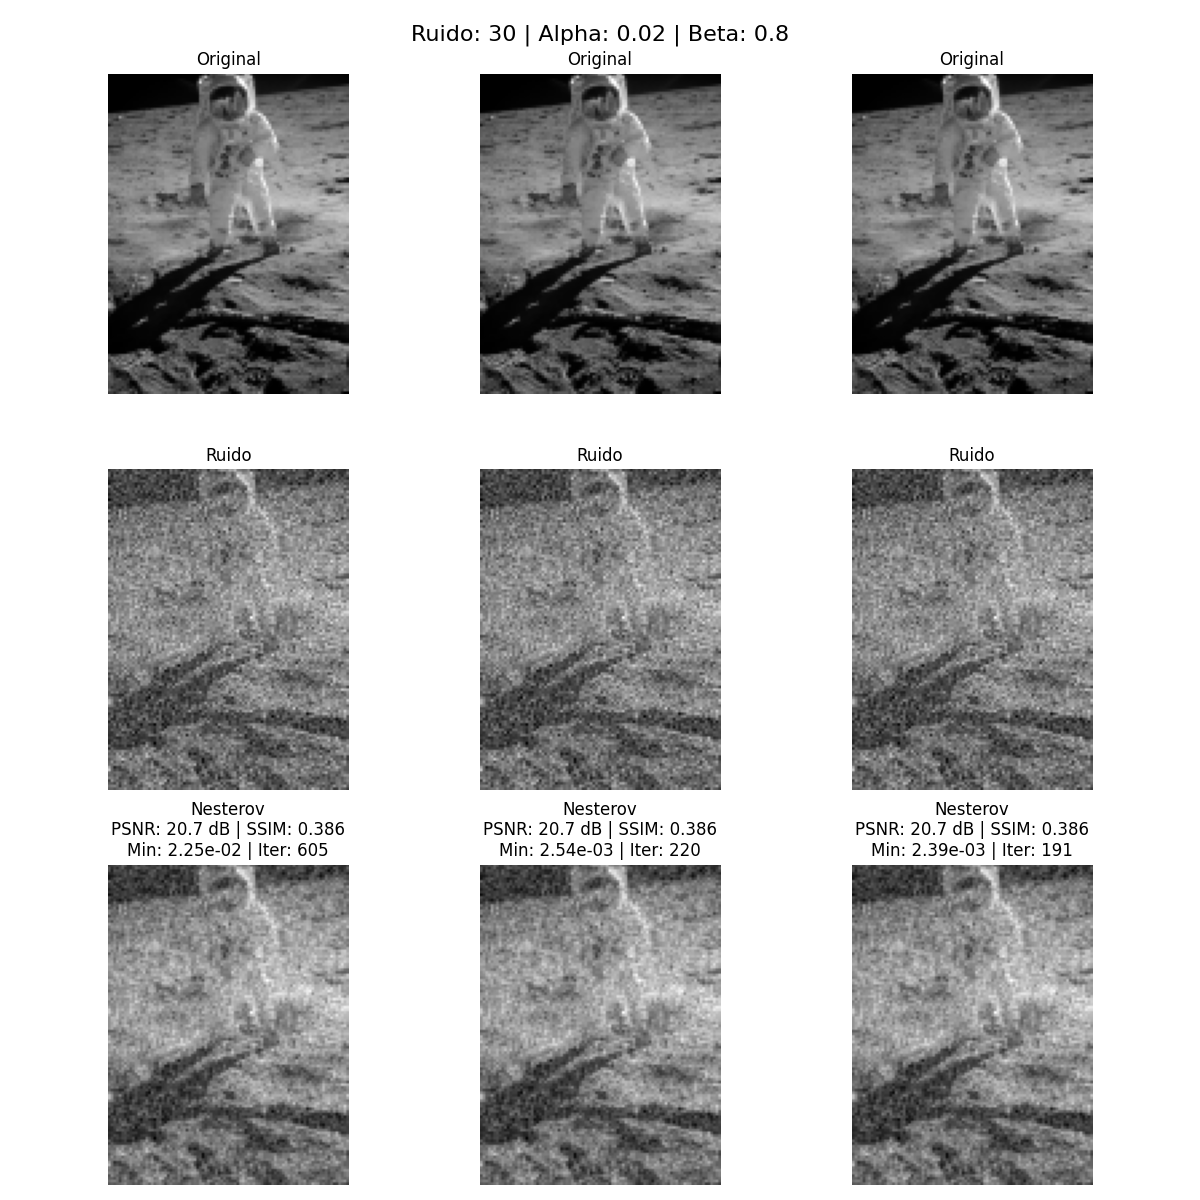 Ruido: 30 | Alpha: 0.02 | Beta: 0.8
Original
Original
Original
Ruido
Ruido
Ruido
Nesterov
PSNR: 20.7 dB | SSIM: 0.386
Min: 2.25e-02 | Iter: 605
Nesterov
PSNR: 20.7 dB | SSIM: 0.386
Min: 2.54e-03 | Iter: 220
Nesterov
PSNR: 20.7 dB | SSIM: 0.386
Min: 2.39e-03 | Iter: 191